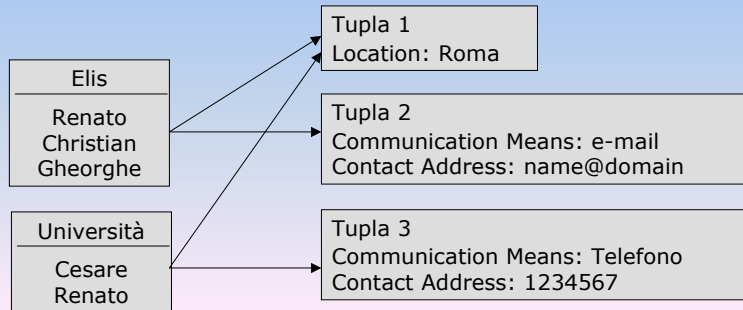 Elis
Renato
Christian
Gheorghe
Università
Cesare
Renato
Tupla 1
Location: Roma
Tupla 2
Communication Means: e-mail
Contact Address: name@domain
Tupla 3
Communication Means: Telefono
Contact Address: 1234567